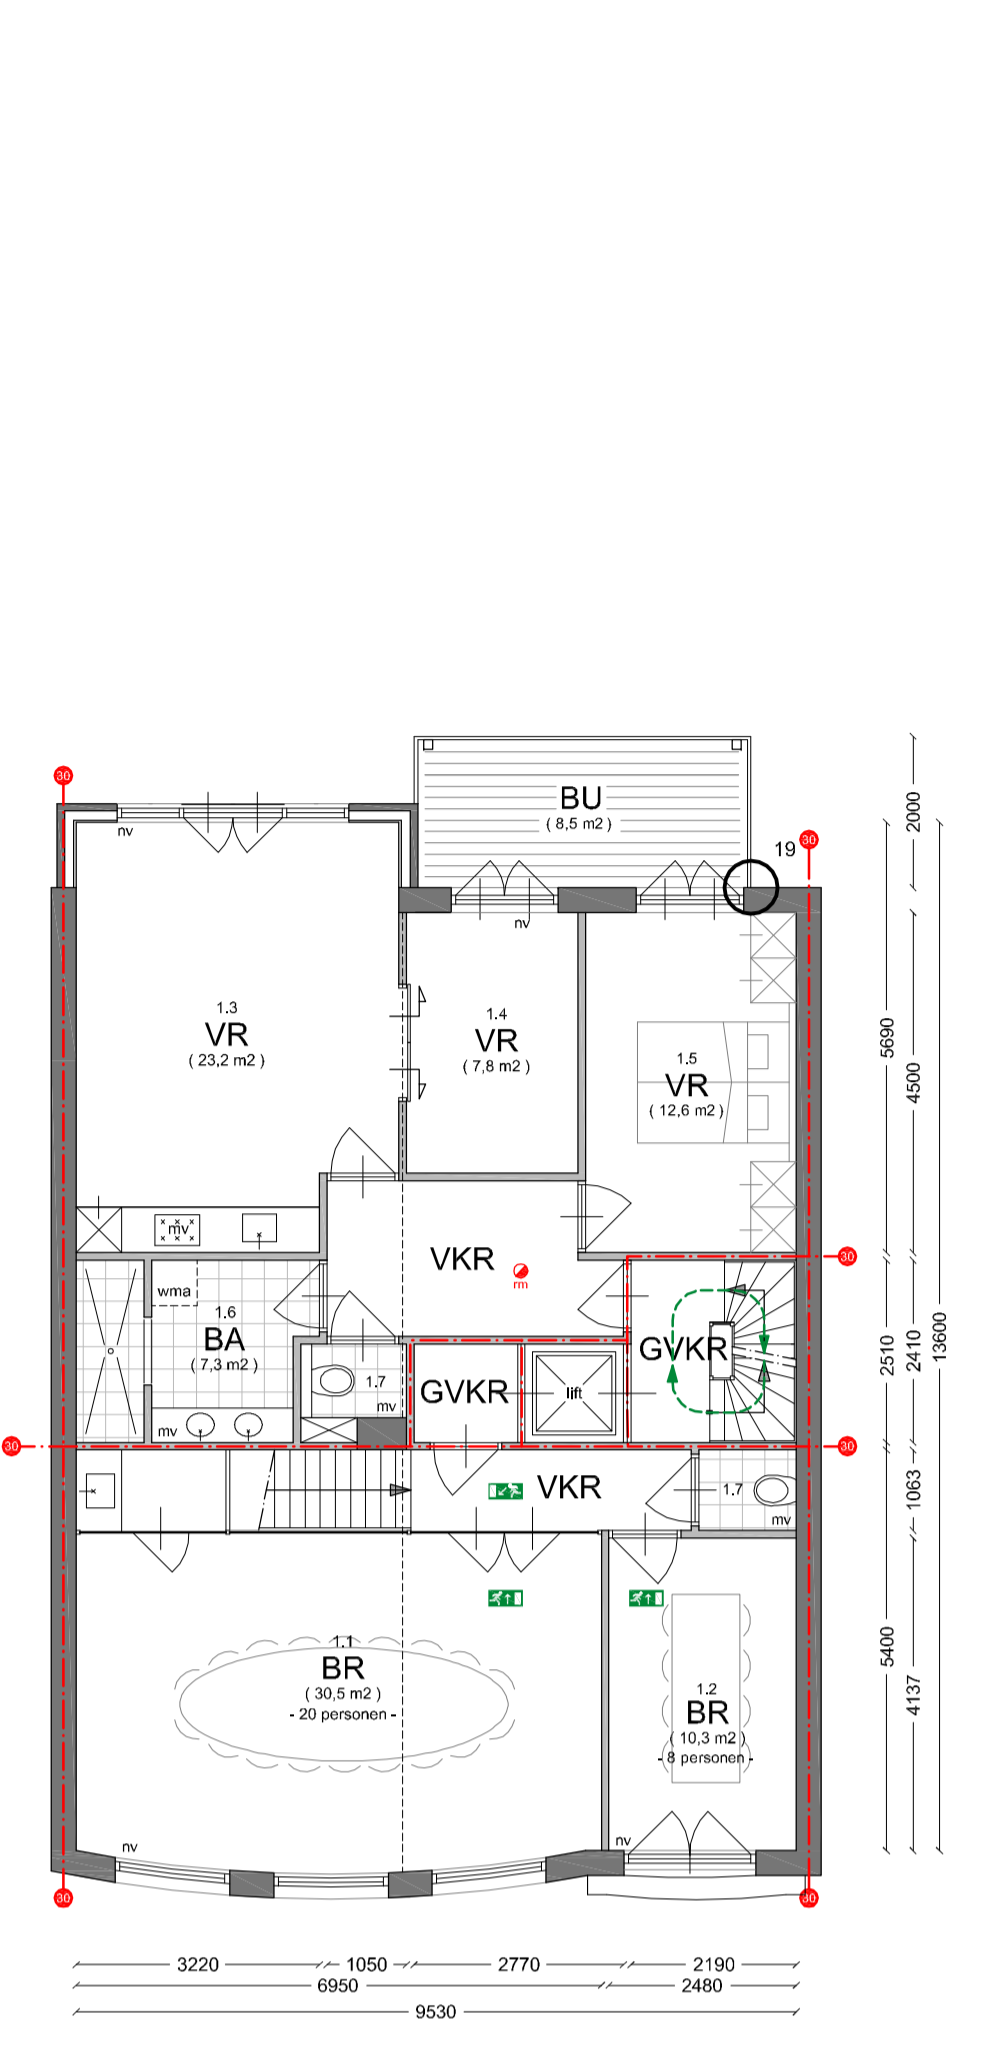 30
BU
( 8,5 m2 )
2000
19
30
nv
nv
1.3
VR
( 23,2 m2 )
1.4
VR
( 7,8 m2 )
1.5
VR
( 12,6 m2 )
5690
4500
mv
VKR
rm
30
wma
1.6
BA
( 7,3 m2 )
mv
1.7
mv
GVKR
lift
GVKR
2510
2410
13600
30
30
VKR
1.7
mv
1063
1.1
BR
( 30,5 m2 )
- 20 personen -
1.2
BR
( 10,3 m2 )
- 8 personen -
5400
4137
nv
nv
30
30
3220
1050
2770
2190
6950
2480
9530